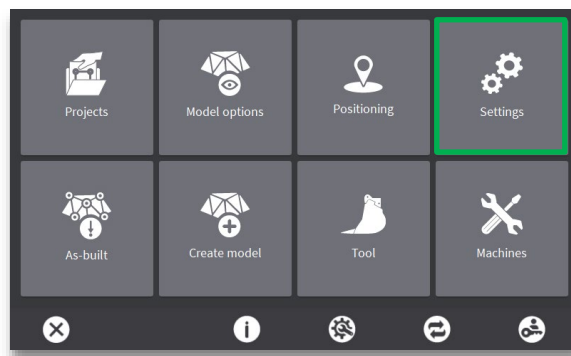 Projects
Model options
Positioning
Settings
As-built
Create model
Tool
Machines